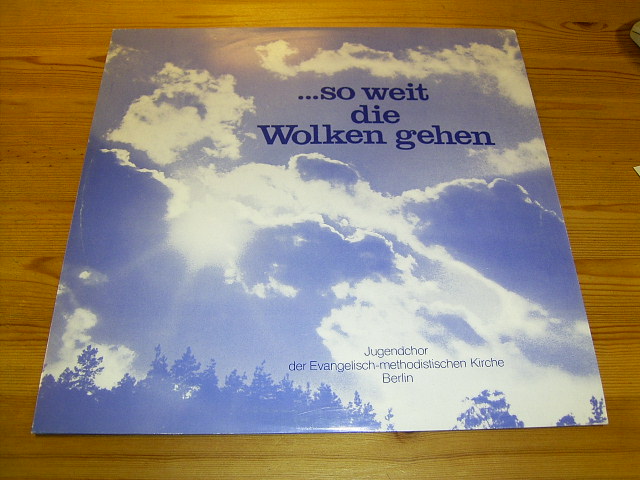 ...so weit
die
Wolken gehen
Jugendchor
der Evangelisch-methodistischen Kirche
Berlin